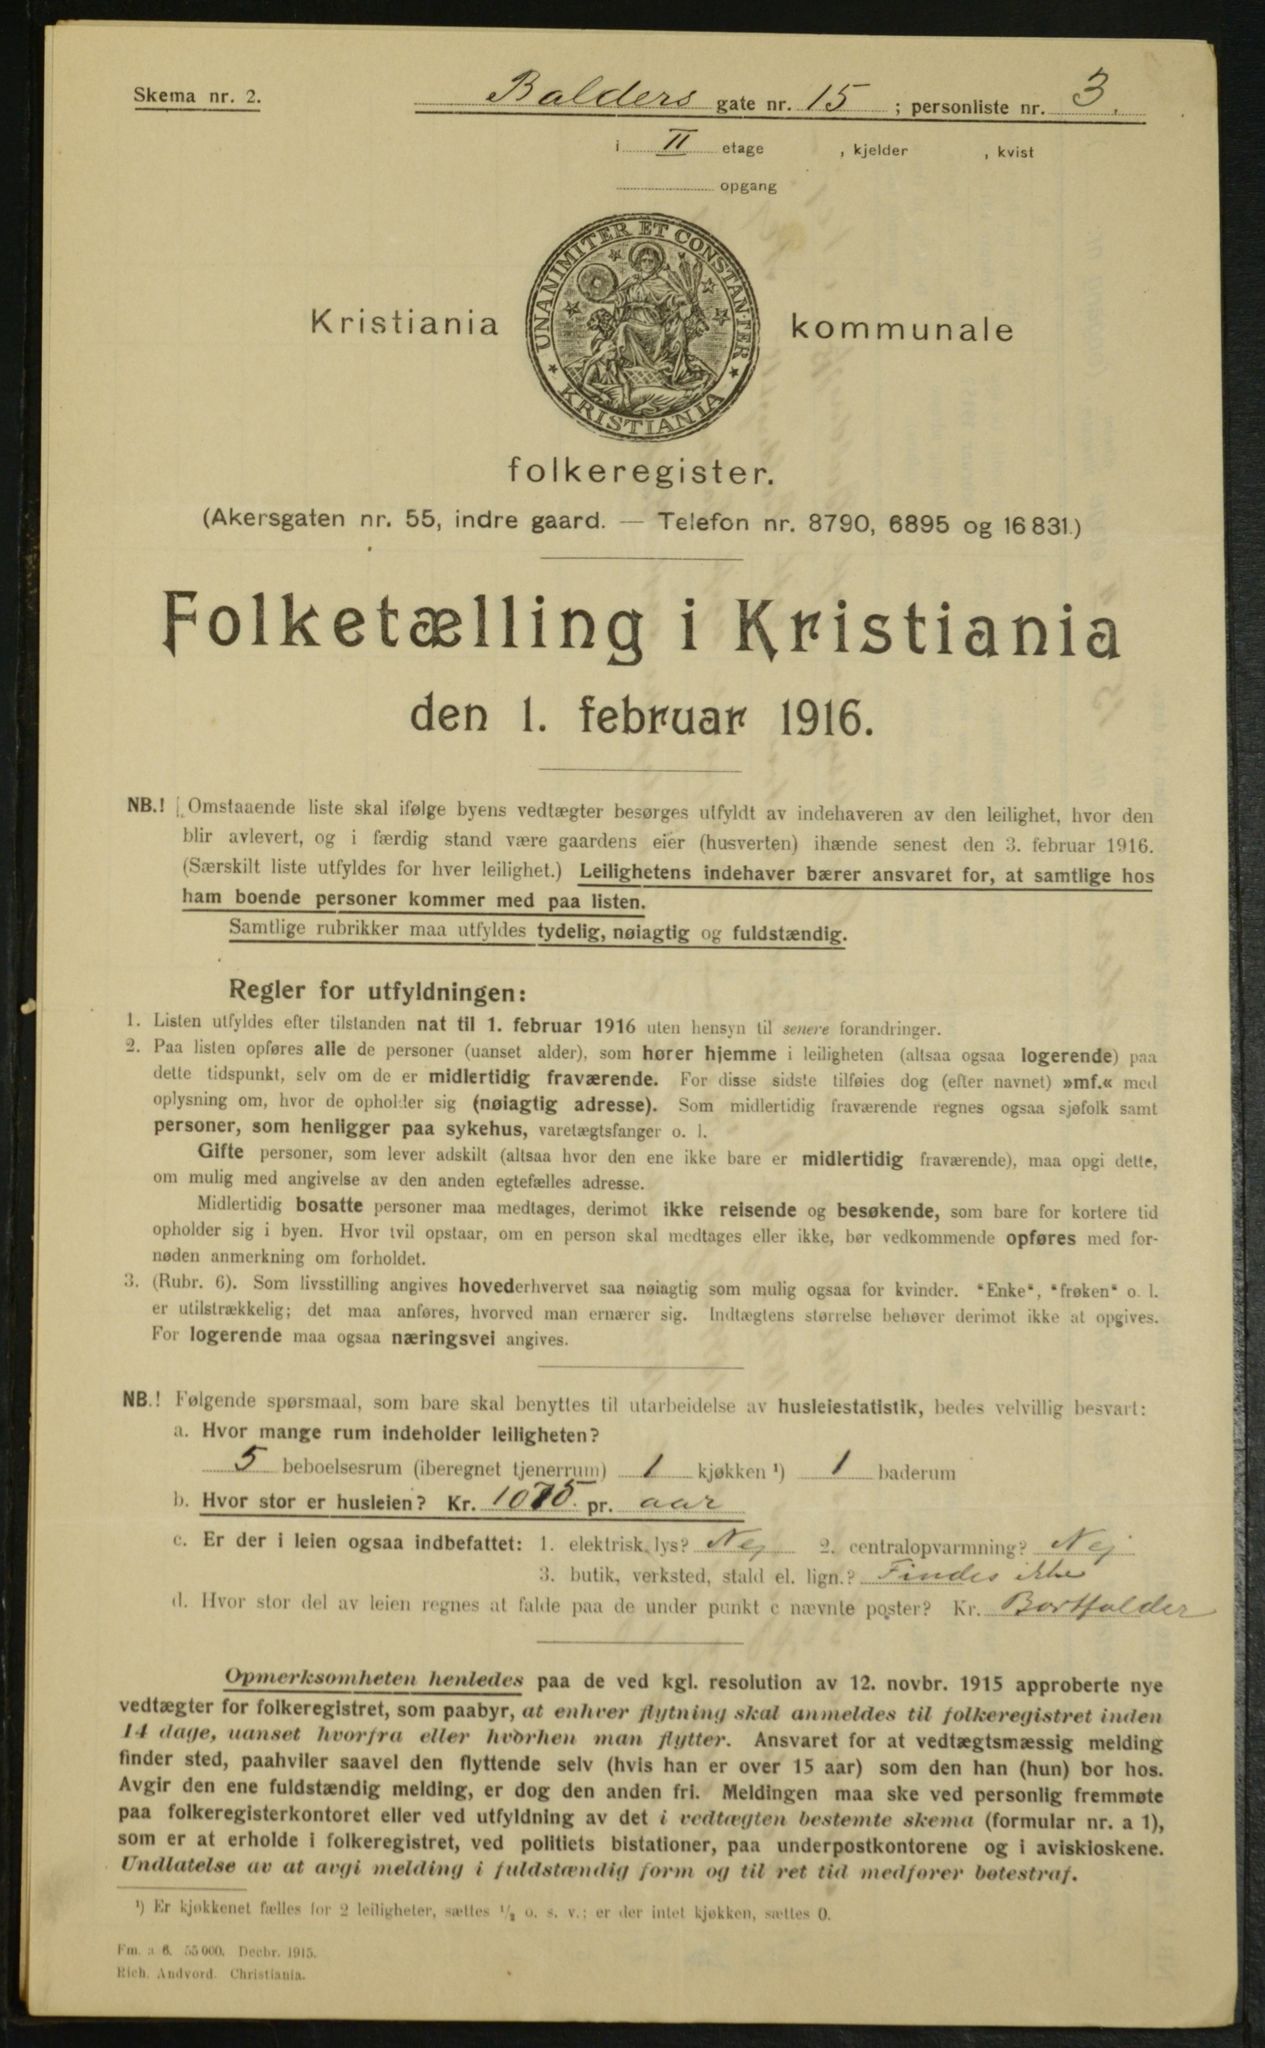 Skema nr. 2.
Balders gate nr. 15 ; personliste nr. 3.
i II etage , kjelder , kvist
opgang
UNANIMITER ET CONSTANTER
KRISTIANIA
Kristiania kommunale
folkeregister.
(Akersgaten nr. 55, indre gaard. — Telefon nr. 8790, 6895 og 16831.)
Folketælling i Kristiania
den 1. februar 1916.
NB.! Omstaaende liste skal ifølge byens vedtægter besørges utfyldt av indehaveren av den leilighet, hvor den
blir avlevert, og i færdig stand være gaardens eier (husverten) ihænde senest den 3. februar 1916.
(Særskilt liste utfyldes for hver leilighet.) Leilighetens indehaver bærer ansvaret for, at samtlige hos
ham boende personer kommer med paa listen.
Samtlige rubrikker maa utfyldes tydelig, nøiagtig og fuldstændig.
Regler for utfyldningen:
1. Listen utfyldes efter tilstanden nat til 1. februar 1916 uten hensyn til senere forandringer.
2. Paa listen opføres alle de personer (uanset alder), som hører hjemme i leiligheten (altsaa ogsaa logerende) paa
dette tidspunkt, selv om de er midlertidig fraværende. For disse sidste tilføies dog (efter navnet) »mf.« med
oplysning om, hvor de opholder sig (nøiagtig adresse). Som midlertidig fraværende regnes ogsaa sjøfolk samt
personer, som henligger paa sykehus, varetægtsfanger o. l.
Gifte personer, som lever adskilt (altsaa hvor den ene ikke bare er midlertidig fraværende), maa opgi dette,
om mulig med angivelse av den anden egtefælles adresse.
Midlertidig bosatte personer maa medtages, derimot ikke reisende og besøkende, som bare for kortere tid
opholder sig i byen. Hvor tvil opstaar, om en person skal medtages eller ikke, bør vedkommende opføres med for-
nøden anmerkning om forholdet.
3. (Rubr. 6). Som livsstilling angives hovederhvervet saa nøiagtig som mulig ogsaa for kvinder. "Enke", "frøken" o. l.
er utilstrækkelig; det maa anføres, hvorved man ernærer sig. Indtægtens størrelse behøver derimot ikke at opgives.
For logerende maa ogsaa næringsvei angives.
NB.! Følgende spørsmaal, som bare skal benyttes til utarbeidelse av husleiestatistik, bedes velvillig besvart:
a. Hvor mange rum indeholder leiligheten?
5 beboelsesrum (iberegnet tjenerrum) 1 kjøkken ¹) 1 baderum
b. Hvor stor er husleien? Kr. 1075 pr. aar
c. Er der i leien ogsaa indbefattet: 1. elektrisk lys? Nej 2. centralopvarmning? Nej
3. butik, verksted, stald el. lign.? Findes ikke
d. Hvor stor del av leien regnes at falde paa de under punkt c nævnte poster? Kr. Bortfalder
Opmerksomheten henledes paa de ved kgl. resolution av 12. novbr. 1915 approberte nye
vedtægter for folkeregistret, som paabyr, at enhver flytning skal anmeldes til folkeregistret inden
14 dage, uanset hvorfra eller hvorhen man flytter. Ansvaret for at vedtægtsmæssig melding
finder sted, paahviler saavel den flyttende selv (hvis han er over 15 aar) som den han (hun) bor hos.
Avgir den ene fuldstændig melding, er dog den anden fri. Meldingen maa ske ved personlig fremmøte
paa folkeregisterkontoret eller ved utfyldning av det i vedtægten bestemte skema (formular nr. a 1),
som er at erholde i folkeregistret, ved politiets bistationer, paa underpostkontorene og i aviskioskene.
Undlatelse av at avgi melding i fuldstændig form og til ret tid medfører bøtestraf.
¹) Er kjøkkenet fælles for 2 leiligheter, sættes 1/2 o. s. v.; er der intet kjøkken, sættes 0.
Fm. a 6. 55000. Decbr. 1915.
Rich. Andvord. Christiania.